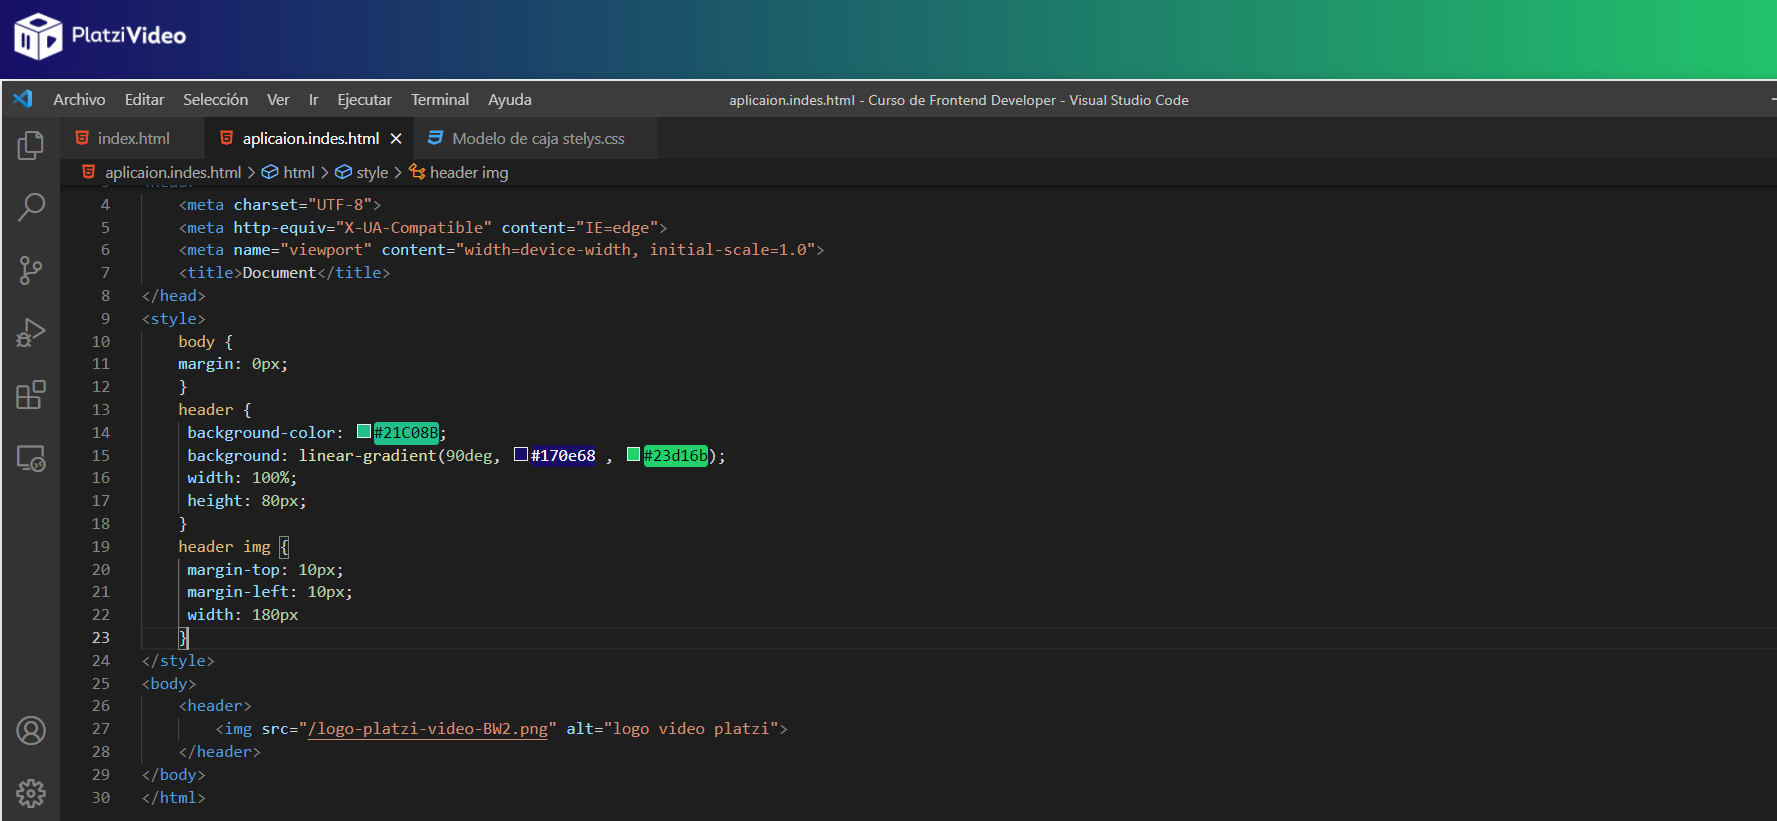 PlatziVideo
Archivo Editar Selección Ver Ir Ejecutar Terminal Ayuda
aplicaion.indes.html - Curso de Frontend Developer - Visual Studio Code
index.html
aplicaion.indes.html
Modelo de caja stelys.css
aplicaion.indes.html > html > style > header img
3 <head>
4 <meta charset="UTF-8">
5 <meta http-equiv="X-UA-Compatible" content="IE=edge">
6 <meta name="viewport" content="width=device-width, initial-scale=1.0">
7 <title>Document</title>
8 </head>
9 <style>
10 body {
11 margin: 0px;
12 }
13 header {
14 background-color: #21C08B;
15 background: linear-gradient(90deg, #170e68 , #23d16b);
16 width: 100%;
17 height: 80px;
18 }
19 header img {
20 margin-top: 10px;
21 margin-left: 10px;
22 width: 180px
23 }
24 </style>
25 <body>
26 <header>
27 <img src="/logo-platzi-video-BW2.png" alt="logo video platzi">
28 </header>
29 </body>
30 </html>